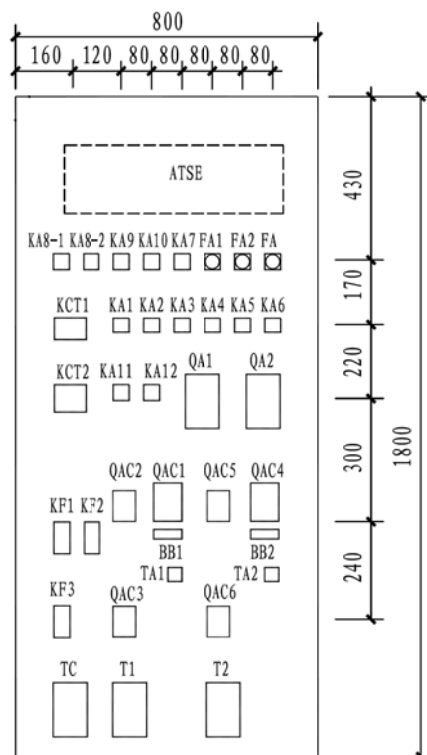 800
160 120 80 80 80 80 80
ATSE
430
KA8-1 KA8-2 KA9 KA10 KA7 FA1 FA2 FA
170
KCT1 KA1 KA2 KA3 KA4 KA5 KA6
220
KCT2 KA11 KA12 QA1 QA2
300
1800
QAC2 QAC1 QAC5 QAC4
KF1 KF2
BB1 BB2
TA1 TA2
240
KF3 QAC3 QAC6
TC T1 T2